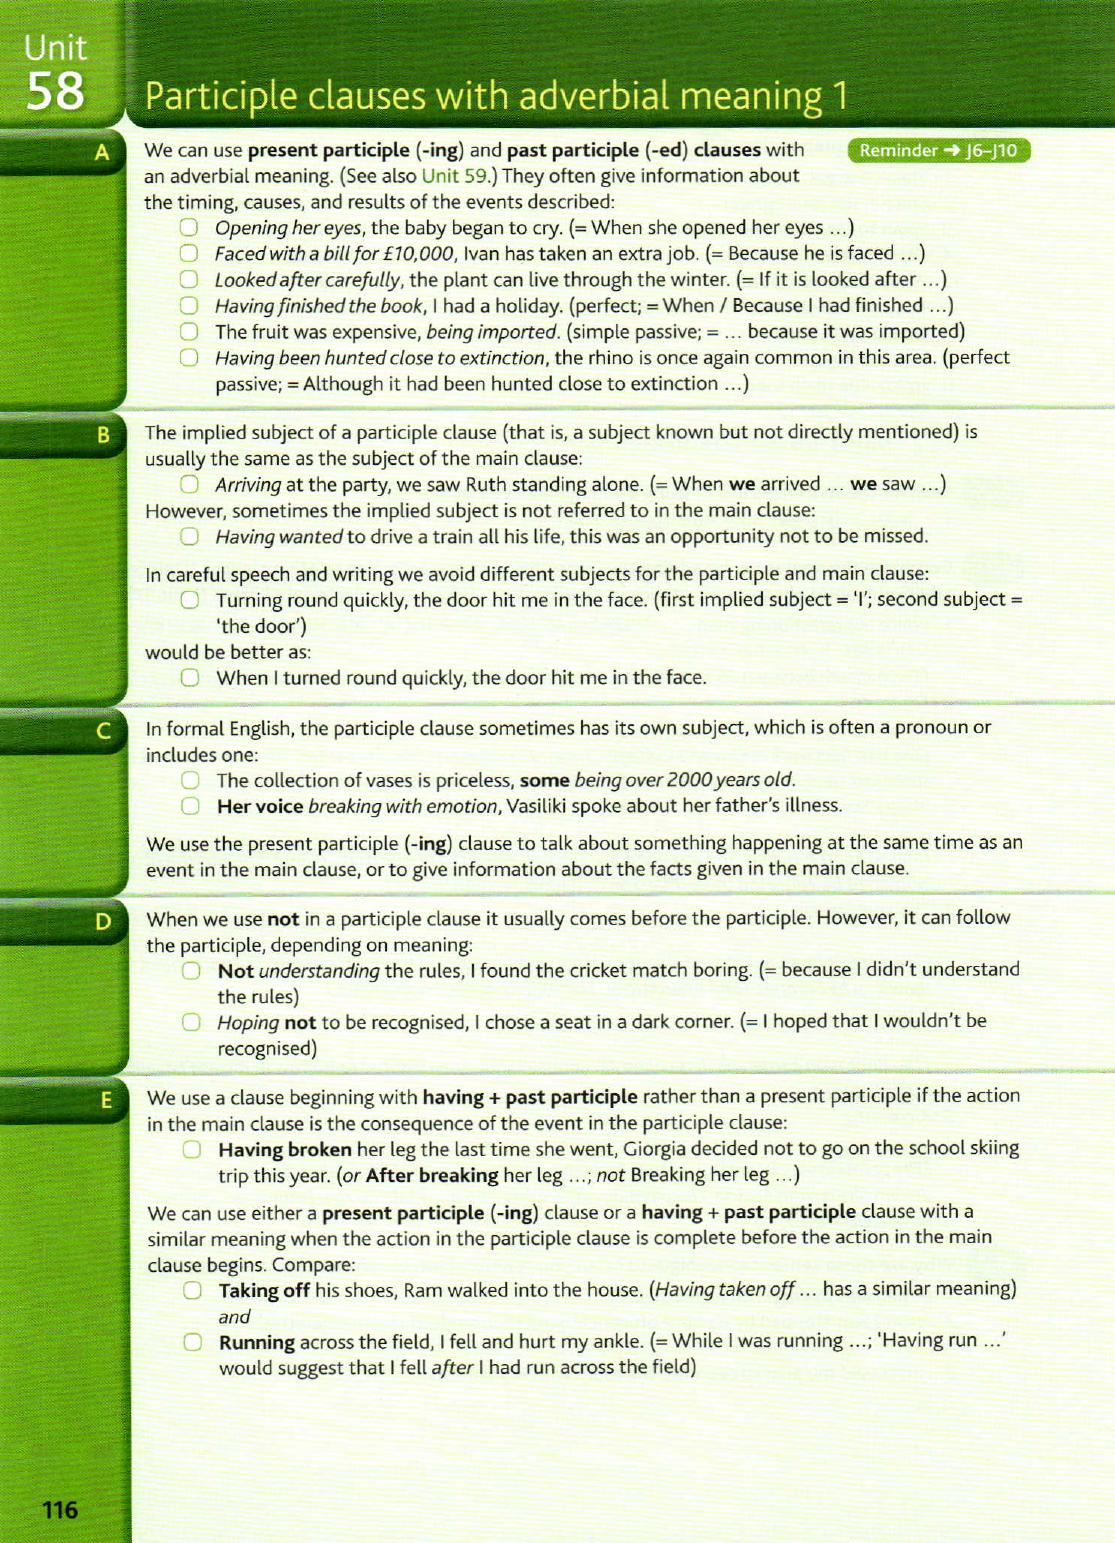 Unit
58
Participle clauses with adverbial meaning 1
A
We can use present participle (-ing) and past participle (-ed) clauses with
Reminder ➔ J6–J10
an adverbial meaning. (See also Unit 59.) They often give information about
the timing, causes, and results of the events described:
Opening her eyes, the baby began to cry. (= When she opened her eyes …)
Faced with a bill for £10,000, Ivan has taken an extra job. (= Because he is faced …)
Looked after carefully, the plant can live through the winter. (= If it is looked after …)
Having finished the book, I had a holiday. (perfect; = When / Because I had finished …)
The fruit was expensive, being imported. (simple passive; = … because it was imported)
Having been hunted close to extinction, the rhino is once again common in this area. (perfect
passive; = Although it had been hunted close to extinction …)
B
The implied subject of a participle clause (that is, a subject known but not directly mentioned) is
usually the same as the subject of the main clause:
Arriving at the party, we saw Ruth standing alone. (= When we arrived … we saw …)
However, sometimes the implied subject is not referred to in the main clause:
Having wanted to drive a train all his life, this was an opportunity not to be missed.
In careful speech and writing we avoid different subjects for the participle and main clause:
Turning round quickly, the door hit me in the face. (first implied subject = 'I'; second subject =
'the door')
would be better as:
When I turned round quickly, the door hit me in the face.
C
In formal English, the participle clause sometimes has its own subject, which is often a pronoun or
includes one:
The collection of vases is priceless, some being over 2000 years old.
Her voice breaking with emotion, Vasiliki spoke about her father's illness.
We use the present participle (-ing) clause to talk about something happening at the same time as an
event in the main clause, or to give information about the facts given in the main clause.
D
When we use not in a participle clause it usually comes before the participle. However, it can follow
the participle, depending on meaning:
Not understanding the rules, I found the cricket match boring. (= because I didn't understand
the rules)
Hoping not to be recognised, I chose a seat in a dark corner. (= I hoped that I wouldn't be
recognised)
E
We use a clause beginning with having + past participle rather than a present participle if the action
in the main clause is the consequence of the event in the participle clause:
Having broken her leg the last time she went, Giorgia decided not to go on the school skiing
trip this year. (or After breaking her leg …; not Breaking her leg …)
We can use either a present participle (-ing) clause or a having + past participle clause with a
similar meaning when the action in the participle clause is complete before the action in the main
clause begins. Compare:
Taking off his shoes, Ram walked into the house. (Having taken off … has a similar meaning)
and
Running across the field, I fell and hurt my ankle. (= While I was running …; 'Having run …'
would suggest that I fell after I had run across the field)
116